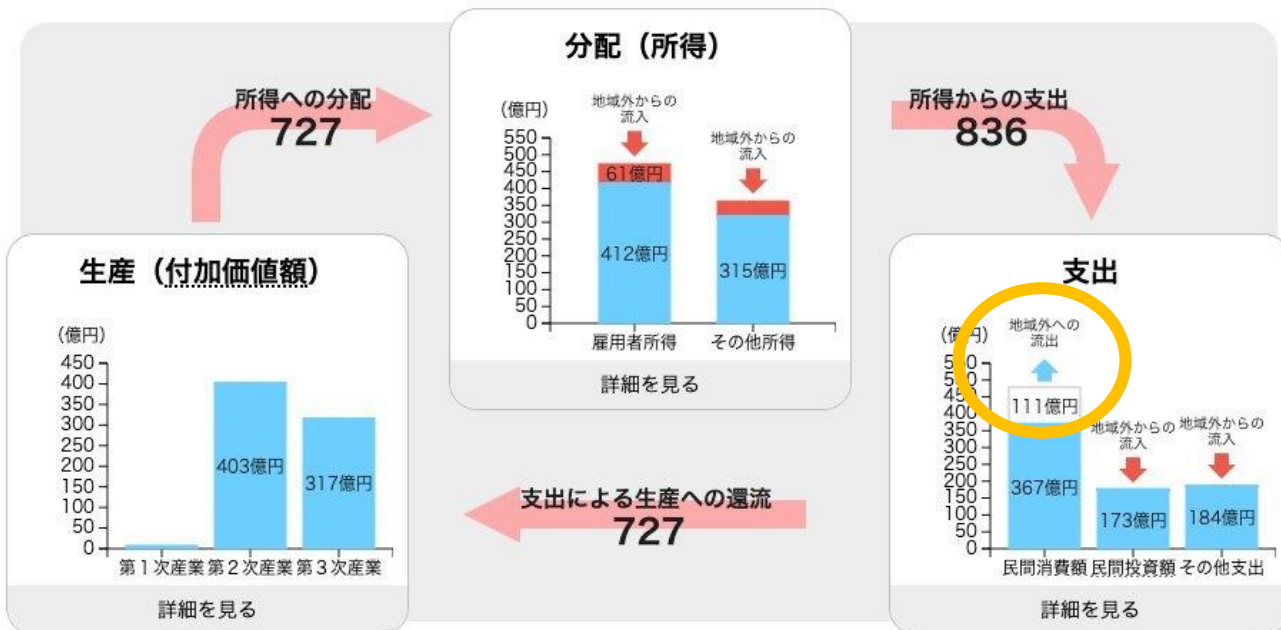 分配（所得）
所得への分配
727
（億円）
地域外からの
流入
地域外からの
流入
550
500
450
400
350
300
250
200
150
100
50
0
61億円
412億円
315億円
雇用者所得 その他所得
詳細を見る
所得からの支出
836
生産（付加価値額）
（億円）
450
400
350
300
250
200
150
100
50
0
403億円
317億円
第１次産業 第２次産業 第３次産業
詳細を見る
支出
（億円）
地域外への
流出
550
500
450
400
350
300
250
200
150
100
50
0
111億円
地域外からの
流入
地域外からの
流入
367億円
173億円
184億円
民間消費額 民間投資額 その他支出
詳細を見る
支出による生産への還流
727